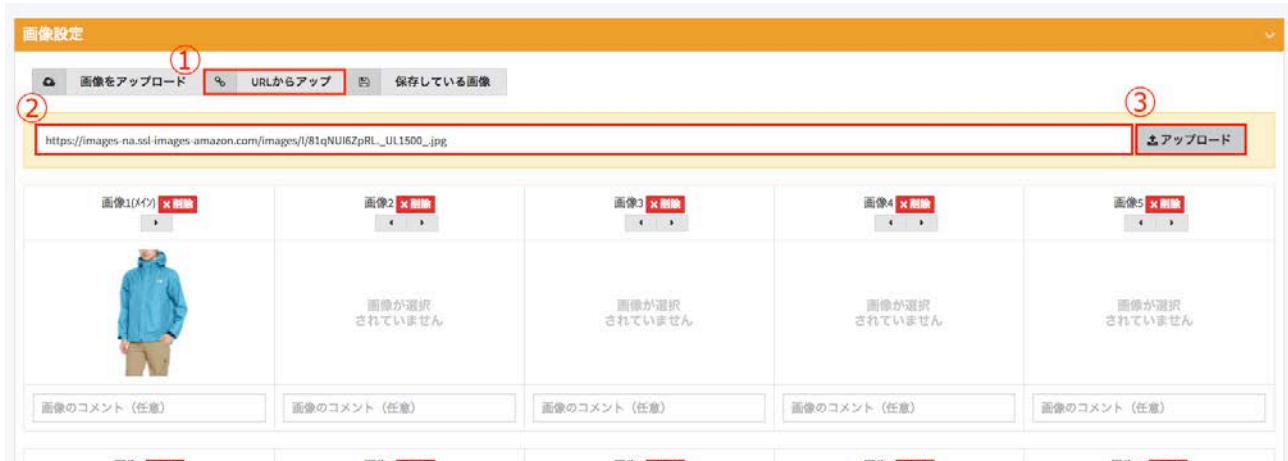 画像設定
①
画像をアップロード URLからアップ 保存している画像
② ③
https://images-na.ssl-images-amazon.com/images/I/81qNUI6ZpRL._UL1500_.jpg アップロード
画像1(メイン) ×削除 画像2 ×削除 画像3 ×削除 画像4 ×削除 画像5 ×削除
画像が選択 画像が選択 画像が選択 画像が選択
されていません されていません されていません されていません
画像のコメント（任意） 画像のコメント（任意） 画像のコメント（任意） 画像のコメント（任意） 画像のコメント（任意）